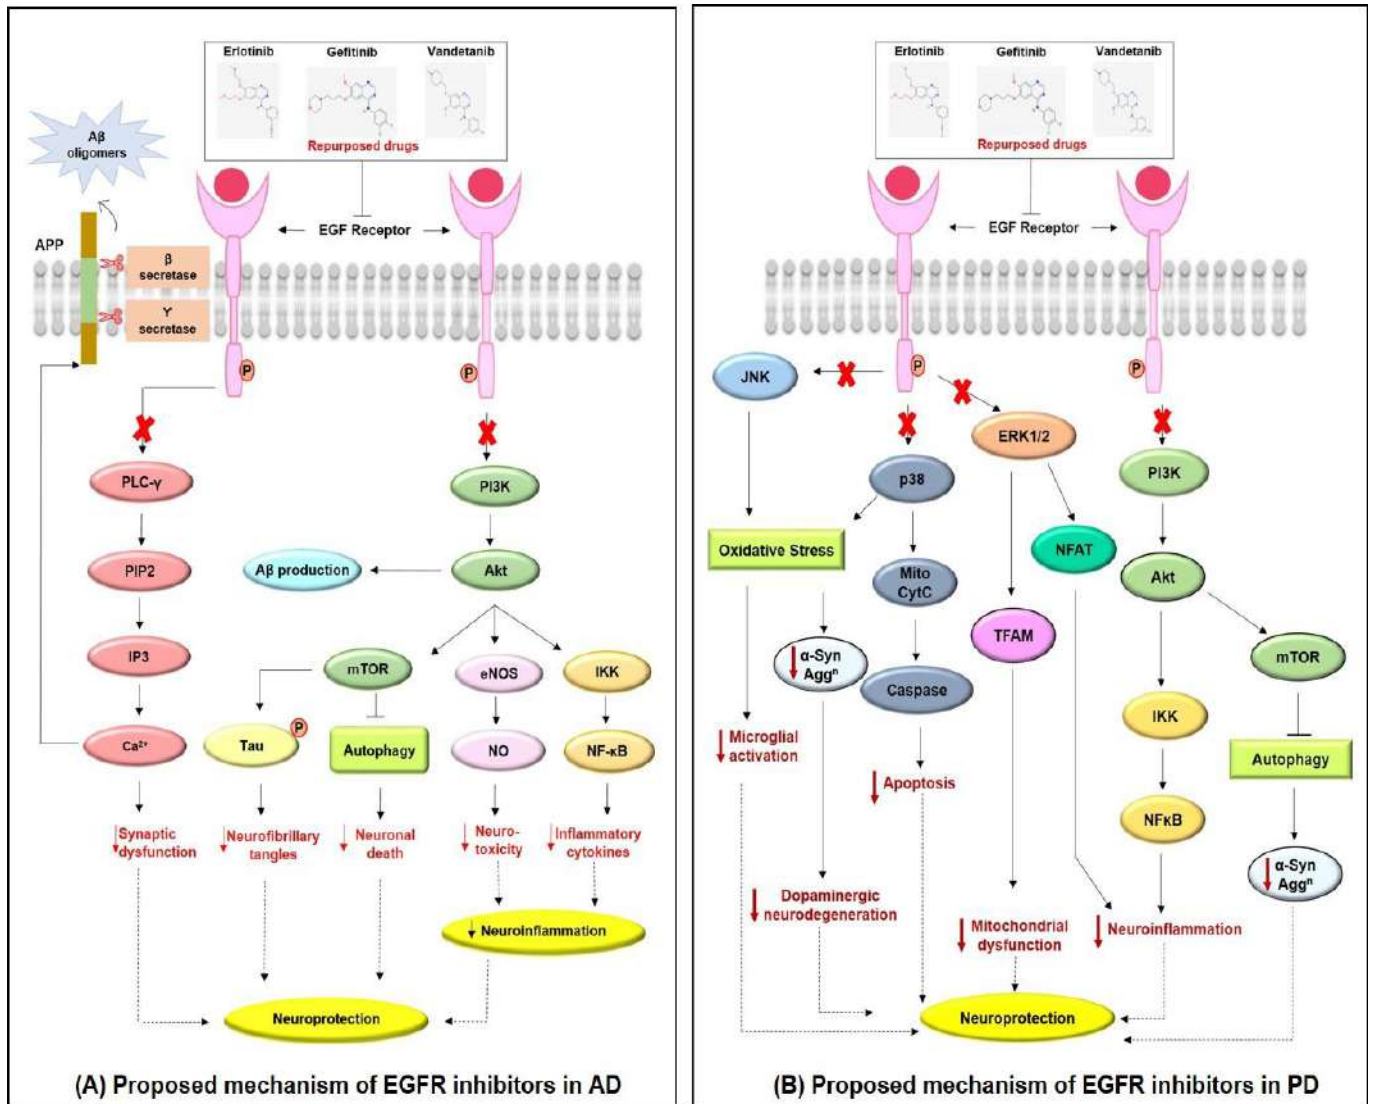 Erlotinib
Gefitinib
Vandetanib
Repurposed drugs
Aβ
oligomers
EGF Receptor
APP
β
secretase
ϒ
secretase
P
P
PLC-γ
PI3K
PIP2
Aβ production
Akt
IP3
mTOR
eNOS
IKK
Ca²⁺
Tau
P
Autophagy
NO
NF-κB
Synaptic
dysfunction
Neurofibrillary
tangles
Neuronal
death
Neuro-
toxicity
Inflammatory
cytokines
Neuroinflammation
Neuroprotection
(A) Proposed mechanism of EGFR inhibitors in AD
Erlotinib
Gefitinib
Vandetanib
Repurposed drugs
EGF Receptor
P
P
JNK
ERK1/2
p38
PI3K
Oxidative Stress
NFAT
Mito
CytC
Akt
TFAM
α-Syn
Aggⁿ
mTOR
Caspase
IKK
Microglial
activation
Autophagy
Apoptosis
NFκB
α-Syn
Aggⁿ
Dopaminergic
neurodegeneration
Mitochondrial
dysfunction
Neuroinflammation
Neuroprotection
(B) Proposed mechanism of EGFR inhibitors in PD